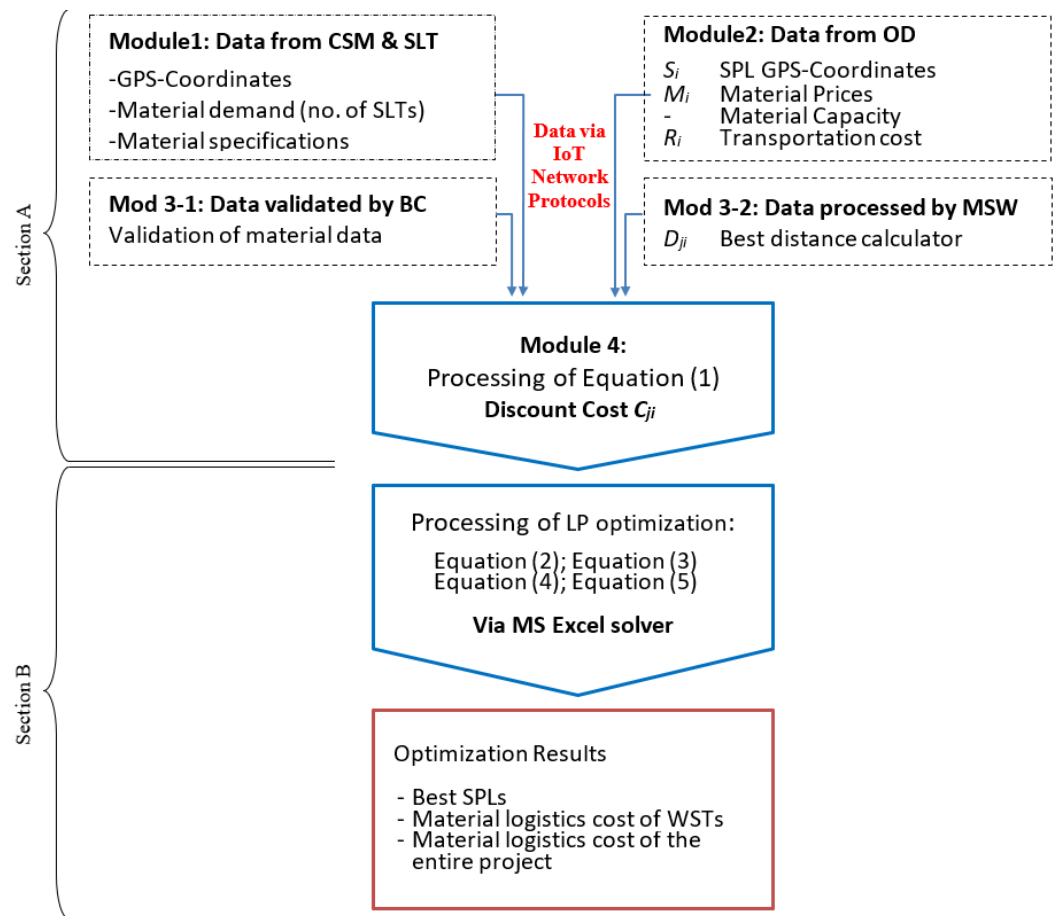 Section A
Module1: Data from CSM & SLT
-GPS-Coordinates
-Material demand (no. of SLTs)
-Material specifications
Module2: Data from OD
Si SPL GPS-Coordinates
Mi Material Prices
- Material Capacity
Ri Transportation cost
Data via
IoT
Network
Protocols
Mod 3-1: Data validated by BC
Validation of material data
Mod 3-2: Data processed by MSW
Dji Best distance calculator
Module 4:
Processing of Equation (1)
Discount Cost Cji
Section B
Processing of LP optimization:
Equation (2); Equation (3)
Equation (4); Equation (5)
Via MS Excel solver
Optimization Results
- Best SPLs
- Material logistics cost of WSTs
- Material logistics cost of the
entire project